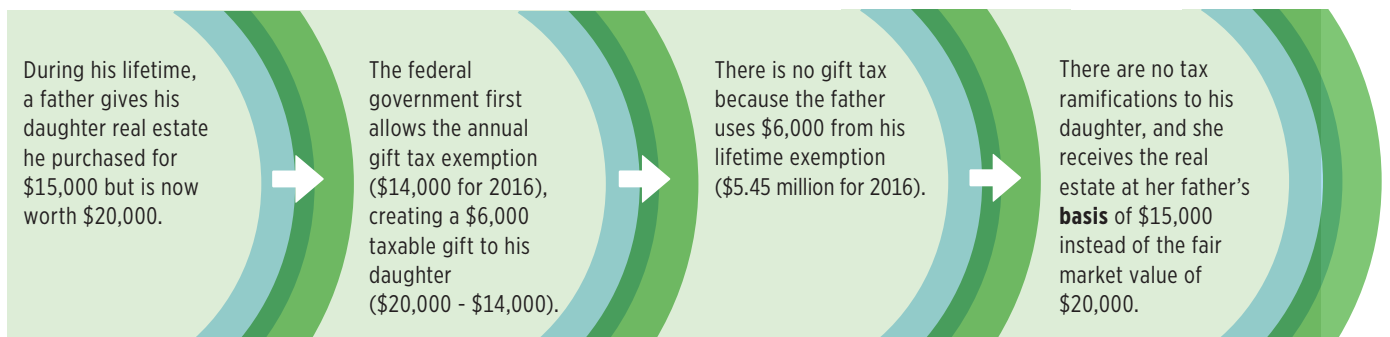 During his lifetime,
a father gives his
daughter real estate
he purchased for
$15,000 but is now
worth $20,000.
The federal
government first
allows the annual
gift tax exemption
($14,000 for 2016),
creating a $6,000
taxable gift to his
daughter
($20,000 - $14,000).
There is no gift tax
because the father
uses $6,000 from his
lifetime exemption
($5.45 million for 2016).
There are no tax
ramifications to his
daughter, and she
receives the real
estate at her father’s
basis of $15,000
instead of the fair
market value of
$20,000.